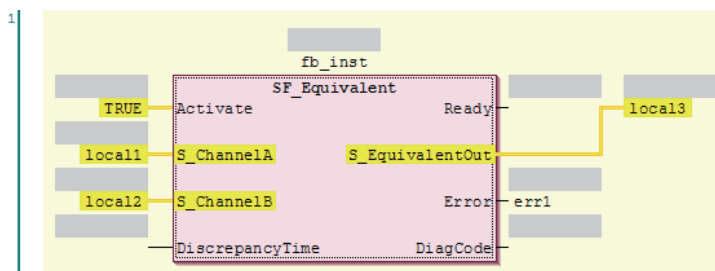 1
fb_inst
SF_Equivalent
TRUE Activate Ready local3
local1 S_ChannelA S_EquivalentOut
local2 S_ChannelB Error err1
DiscrepancyTime DiagCode